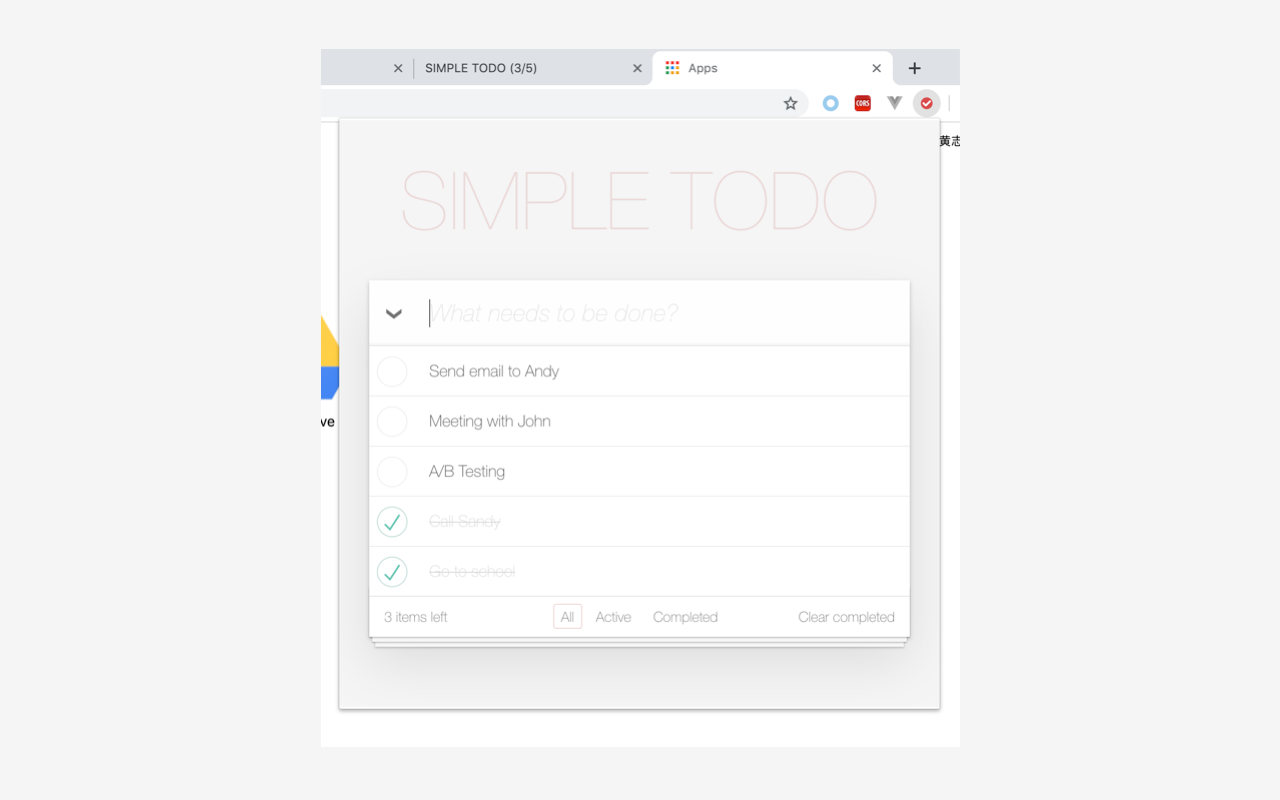 SIMPLE TODO (3/5)
Apps
CORS
黄志
SIMPLE TODO
What needs to be done?
ve
Send email to Andy
Meeting with John
A/B Testing
Call Sandy
Go to school
3 items left
All
Active
Completed
Clear completed